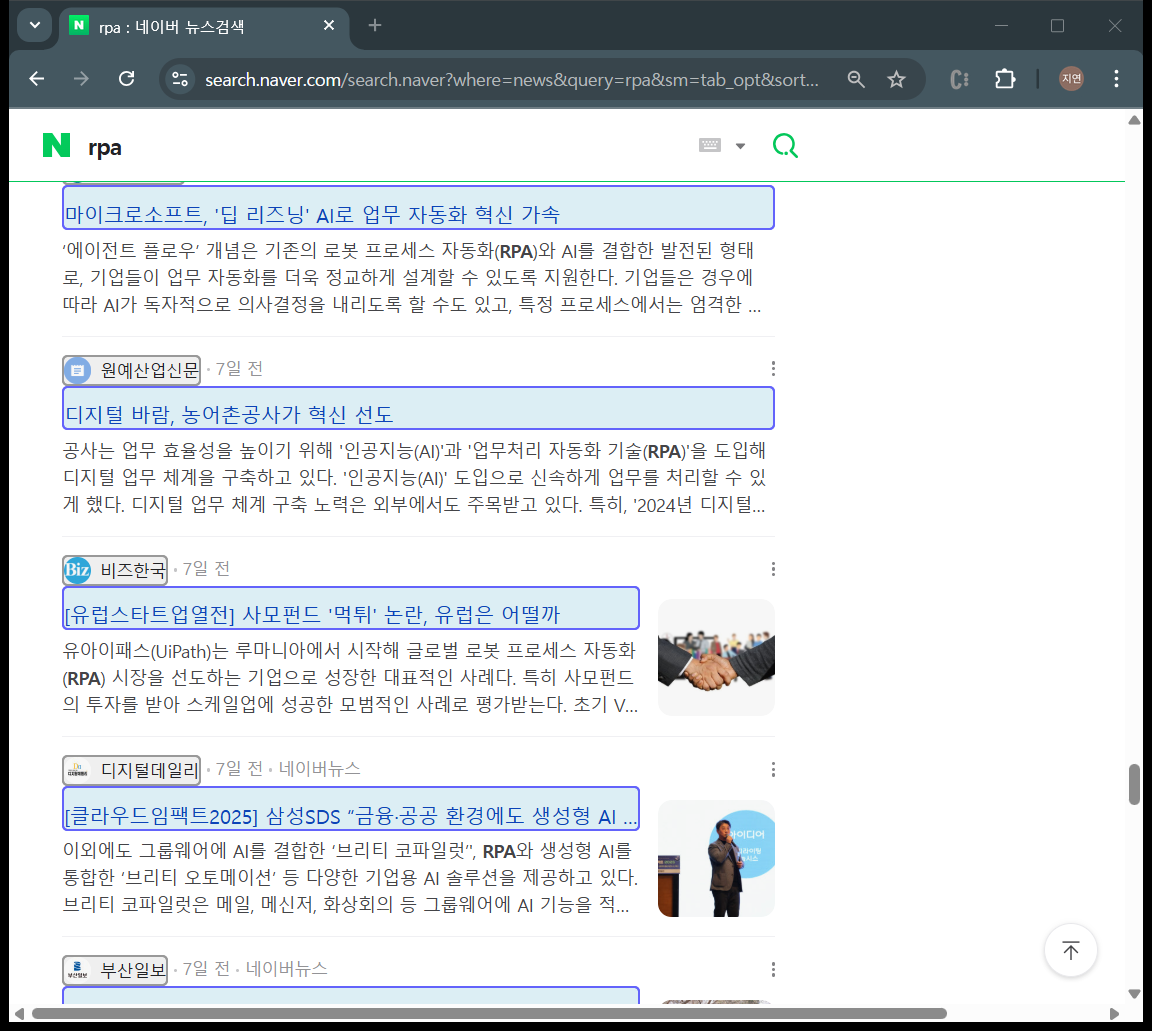 rpa : 네이버 뉴스검색
search.naver.com/search.naver?where=news&query=rpa&sm=tab_opt&sort...
지연
N rpa
마이크로소프트, '딥 리즈닝' AI로 업무 자동화 혁신 가속
‘에이전트 플로우’ 개념은 기존의 로봇 프로세스 자동화(RPA)와 AI를 결합한 발전된 형태
로, 기업들이 업무 자동화를 더욱 정교하게 설계할 수 있도록 지원한다. 기업들은 경우에
따라 AI가 독자적으로 의사결정을 내리도록 할 수도 있고, 특정 프로세스에서는 엄격한 ...
원예산업신문 · 7일 전
디지털 바람, 농어촌공사가 혁신 선도
공사는 업무 효율성을 높이기 위해 '인공지능(AI)'과 '업무처리 자동화 기술(RPA)'을 도입해
디지털 업무 체계을 구축하고 있다. '인공지능(AI)' 도입으로 신속하게 업무를 처리할 수 있
게 했다. 디지털 업무 체계 구축 노력은 외부에서도 주목받고 있다. 특히, '2024년 디지털...
Biz 비즈한국 · 7일 전
[유럽스타트업열전] 사모펀드 '먹튀' 논란, 유럽은 어떨까
유아이패스(UiPath)는 루마니아에서 시작해 글로벌 로봇 프로세스 자동화
(RPA) 시장을 선도하는 기업으로 성장한 대표적인 사례다. 특히 사모펀드
의 투자를 받아 스케일업에 성공한 모범적인 사례로 평가받는다. 초기 V...
디지털데일리 · 7일 전 · 네이버뉴스
[클라우드임팩트2025] 삼성SDS “금융·공공 환경에도 생성형 AI ...
이외에도 그룹웨어에 AI를 결합한 ‘브리티 코파일럿’', RPA와 생성형 AI를
통합한 ‘브리티 오토메이션’ 등 다양한 기업용 AI 솔루션을 제공하고 있다.
브리티 코파일럿은 메일, 메신저, 화상회의 등 그룹웨어에 AI 기능을 적...
부산일보 부산일보 · 7일 전 · 네이버뉴스